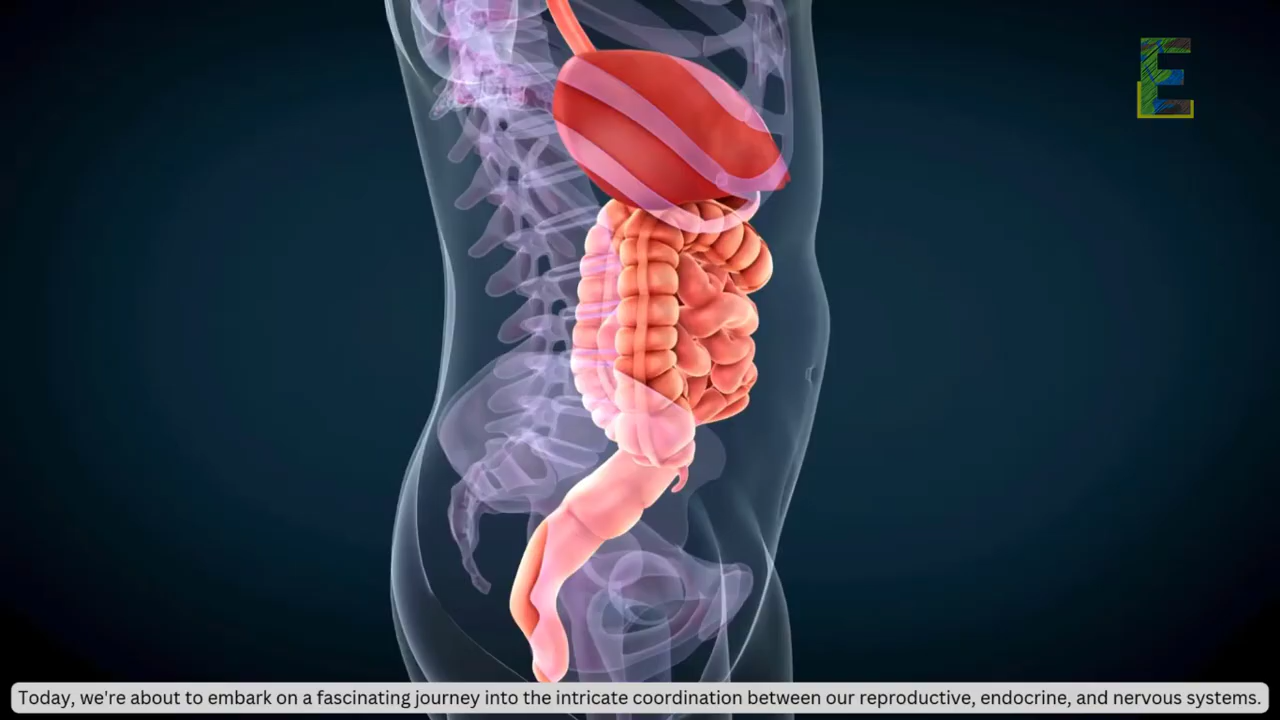 E
Today, we're about to embark on a fascinating journey into the intricate coordination between our reproductive, endocrine, and nervous systems.